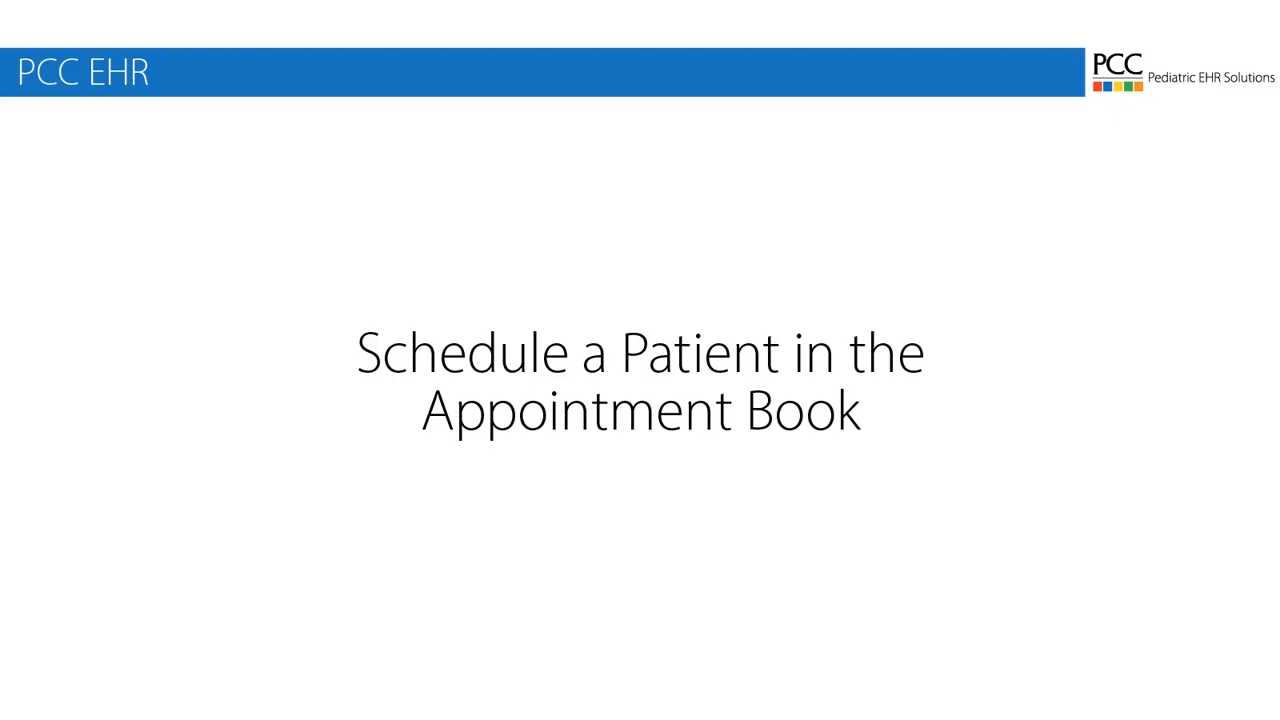 PCC EHR
PCC
Pediatric EHR Solutions
Schedule a Patient in the
Appointment Book